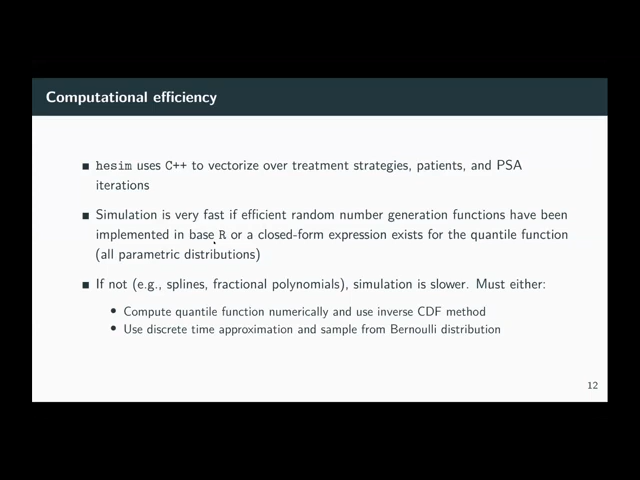 Computational efficiency
■ hesim uses C++ to vectorize over treatment strategies, patients, and PSA
iterations
■ Simulation is very fast if efficient random number generation functions have been
implemented in base R or a closed-form expression exists for the quantile function
(all parametric distributions)
■ If not (e.g., splines, fractional polynomials), simulation is slower. Must either:
• Compute quantile function numerically and use inverse CDF method
• Use discrete time approximation and sample from Bernoulli distribution
12